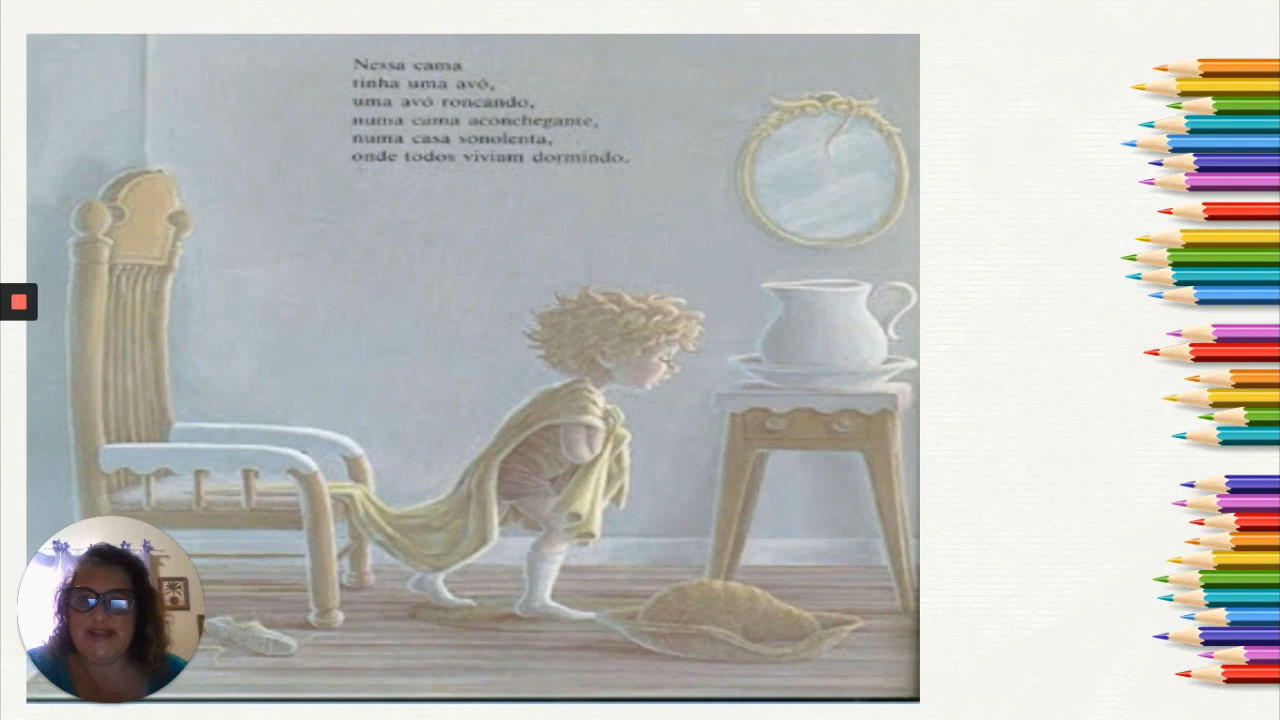 Nessa cama
tinha uma avó,
uma avó roncando,
numa cama aconchegante,
numa casa sonolenta,
onde todos viviam dormindo.